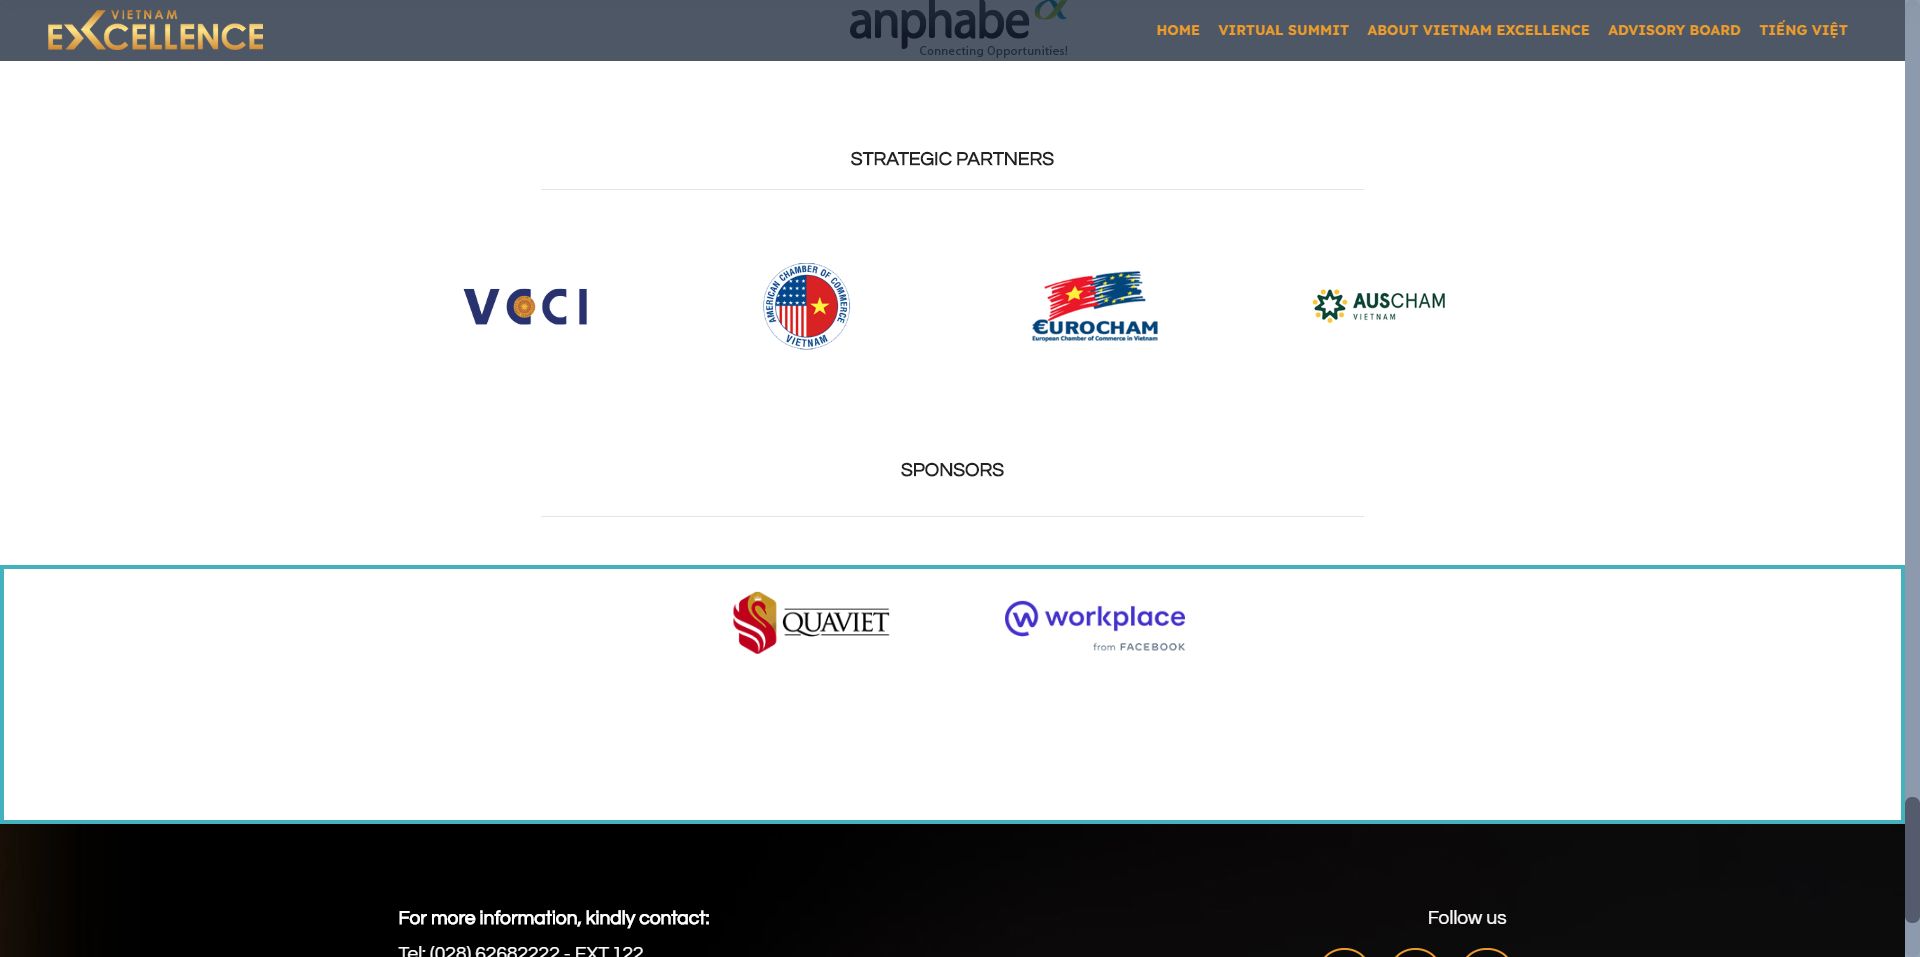 VIETNAM
EXCELLENCE
anphabe
Connecting Opportunities!
HOME VIRTUAL SUMMIT ABOUT VIETNAM EXCELLENCE ADVISORY BOARD TIẾNG VIỆT
STRATEGIC PARTNERS
VCCI
AMERICAN CHAMBER OF COMMERCE
VIETNAM
€UROCHAM
European Chamber of Commerce in Vietnam
AUSCHAM
VIETNAM
SPONSORS
QUAVIET
workplace
from FACEBOOK
For more information, kindly contact:
Follow us
Tel: (028) 62682222 - EXT 122